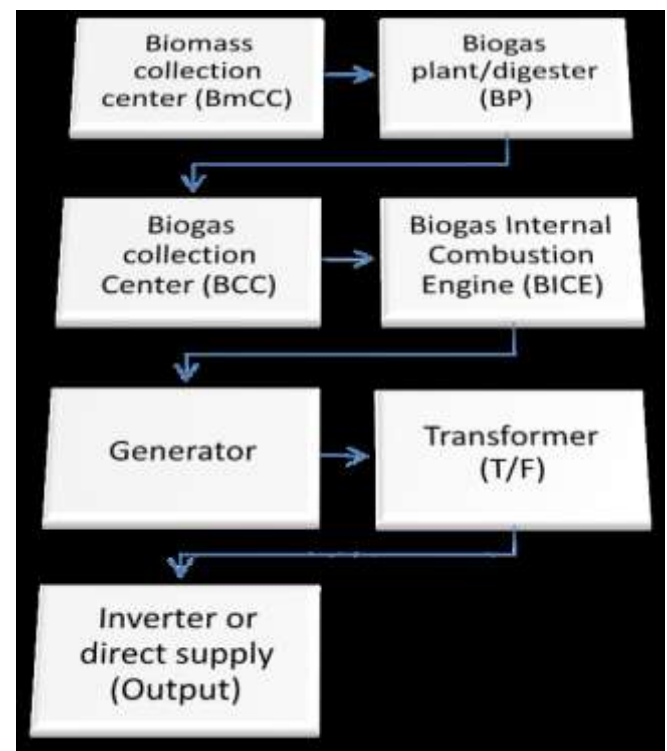 Biomass
collection
center (BmCC)
Biogas
plant/digester
(BP)
Biogas
collection
Center (BCC)
Biogas Internal
Combustion
Engine (BICE)
Generator
Transformer
(T/F)
Inverter or
direct supply
(Output)